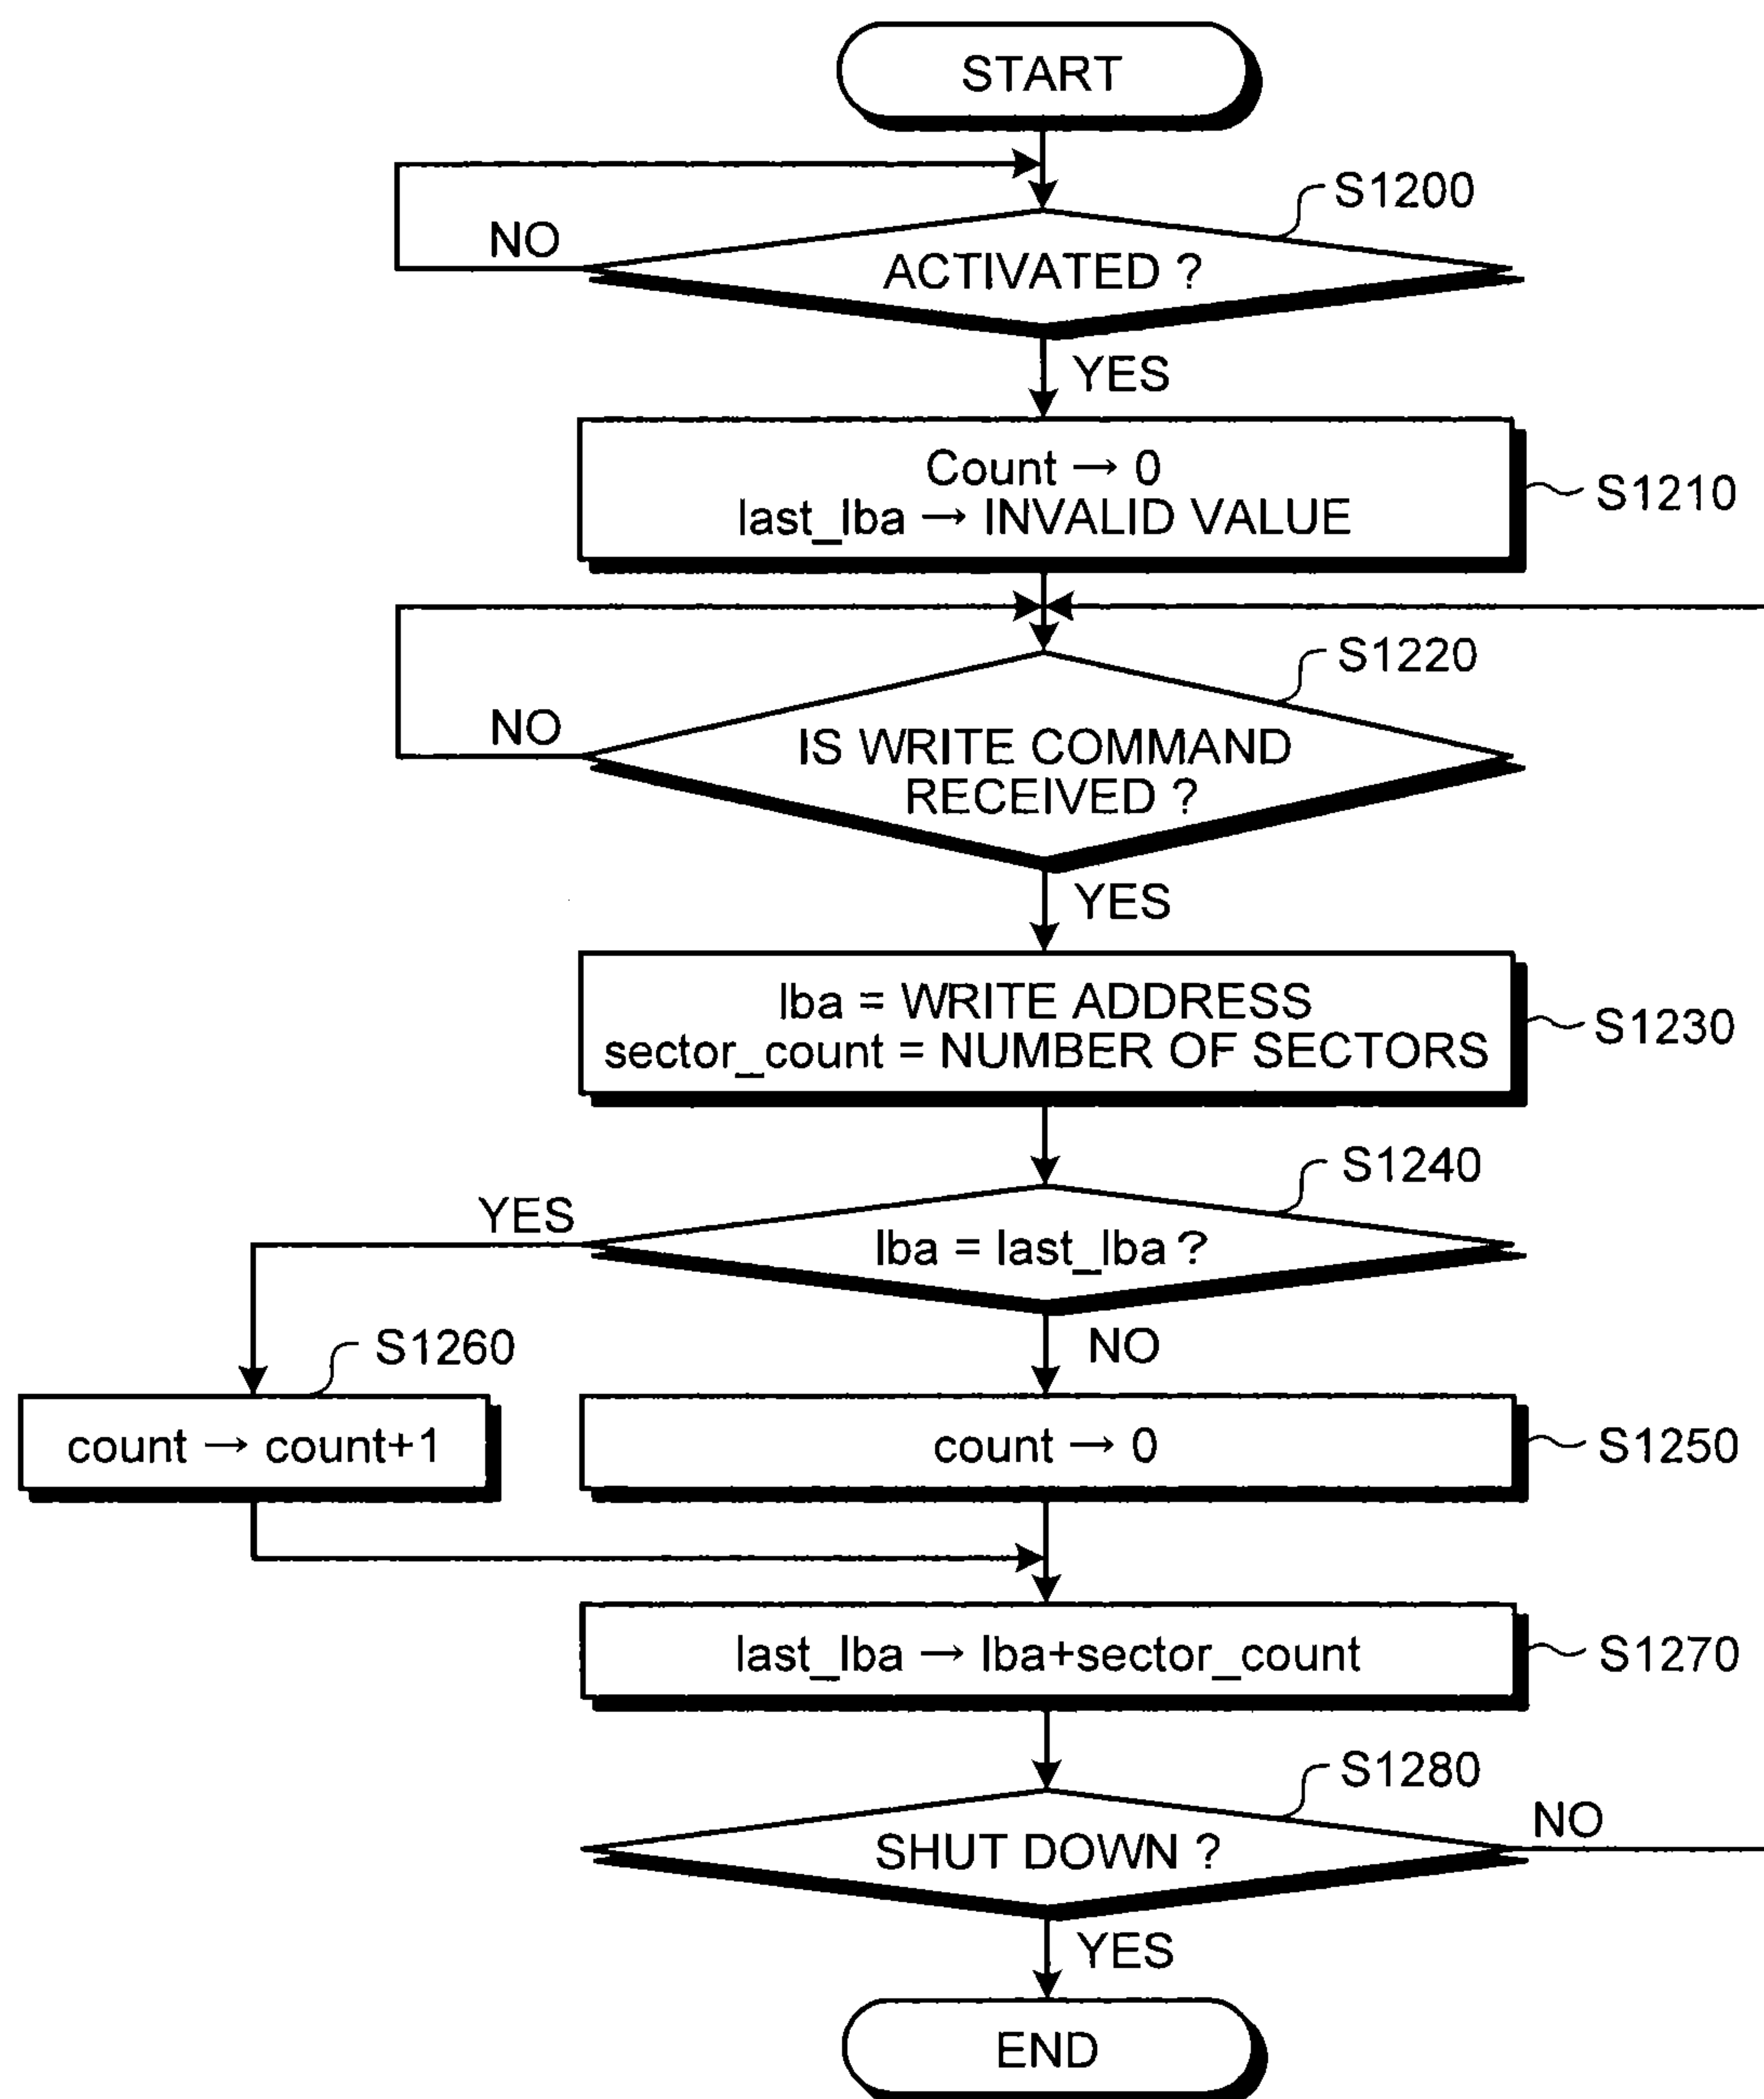 START
S1200
NO
ACTIVATED ?
YES
Count → 0
last_lba → INVALID VALUE
S1210
S1220
NO
IS WRITE COMMAND
RECEIVED ?
YES
lba = WRITE ADDRESS
sector_count = NUMBER OF SECTORS
S1230
S1240
YES
lba = last_lba ?
NO
S1260
count → count+1
count → 0
S1250
last_lba → lba+sector_count
S1270
S1280
NO
SHUT DOWN ?
YES
END